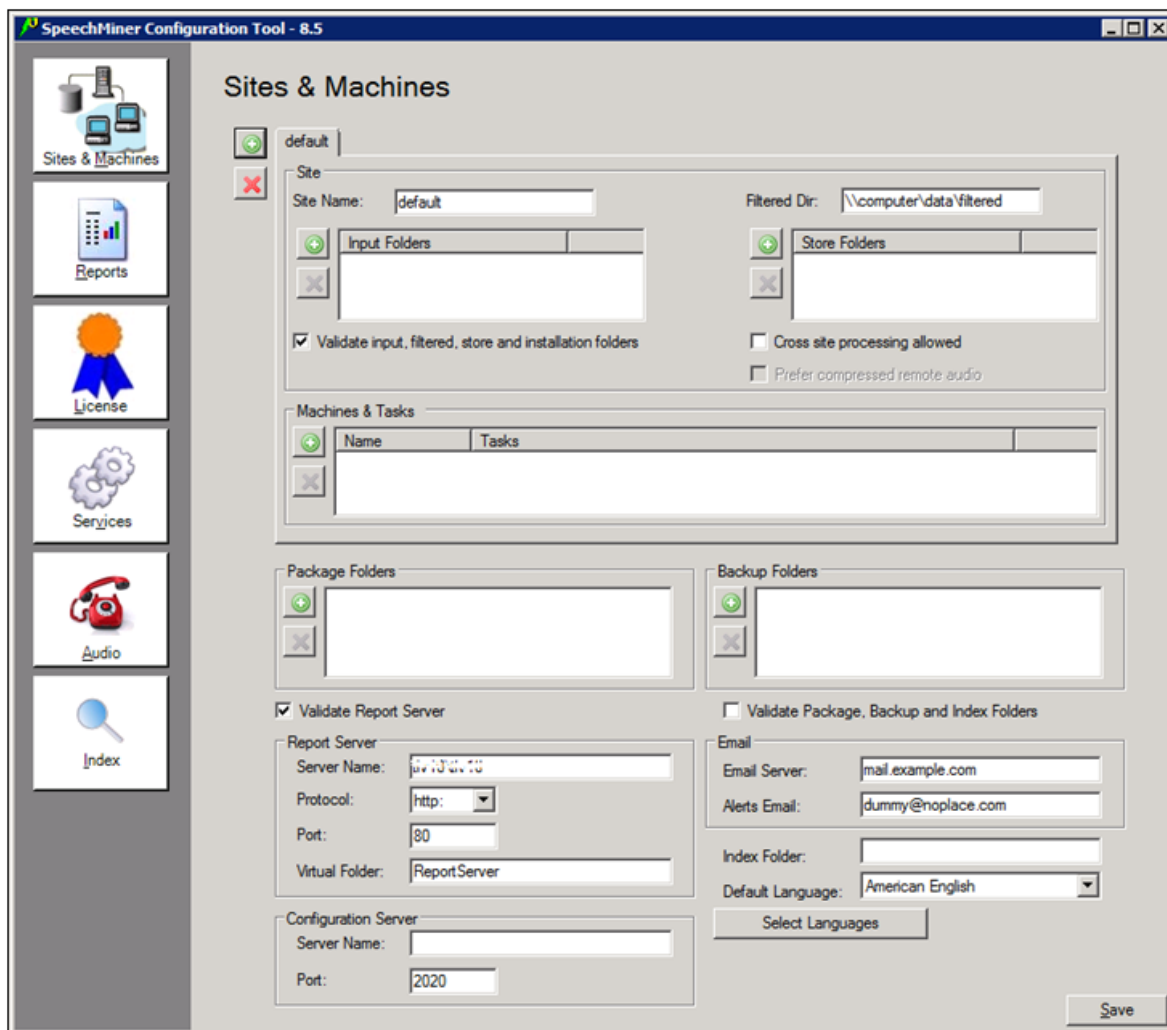 SpeechMiner Configuration Tool - 8.5
Sites & Machines
Reports
License
Services
Audio
Index
Sites & Machines
default
Site
Site Name: default
Filtered Dir: \\computer\data\filtered
Input Folders
Store Folders
Validate input, filtered, store and installation folders
Cross site processing allowed
Prefer compressed remote audio
Machines & Tasks
Name Tasks
Package Folders
Backup Folders
Validate Report Server
Validate Package, Backup and Index Folders
Report Server
Server Name:
Protocol: http:
Port: 80
Virtual Folder: ReportServer
Email
Email Server: mail.example.com
Alerts Email: dummy@noplace.com
Index Folder:
Default Language: American English
Select Languages
Configuration Server
Server Name:
Port: 2020
Save